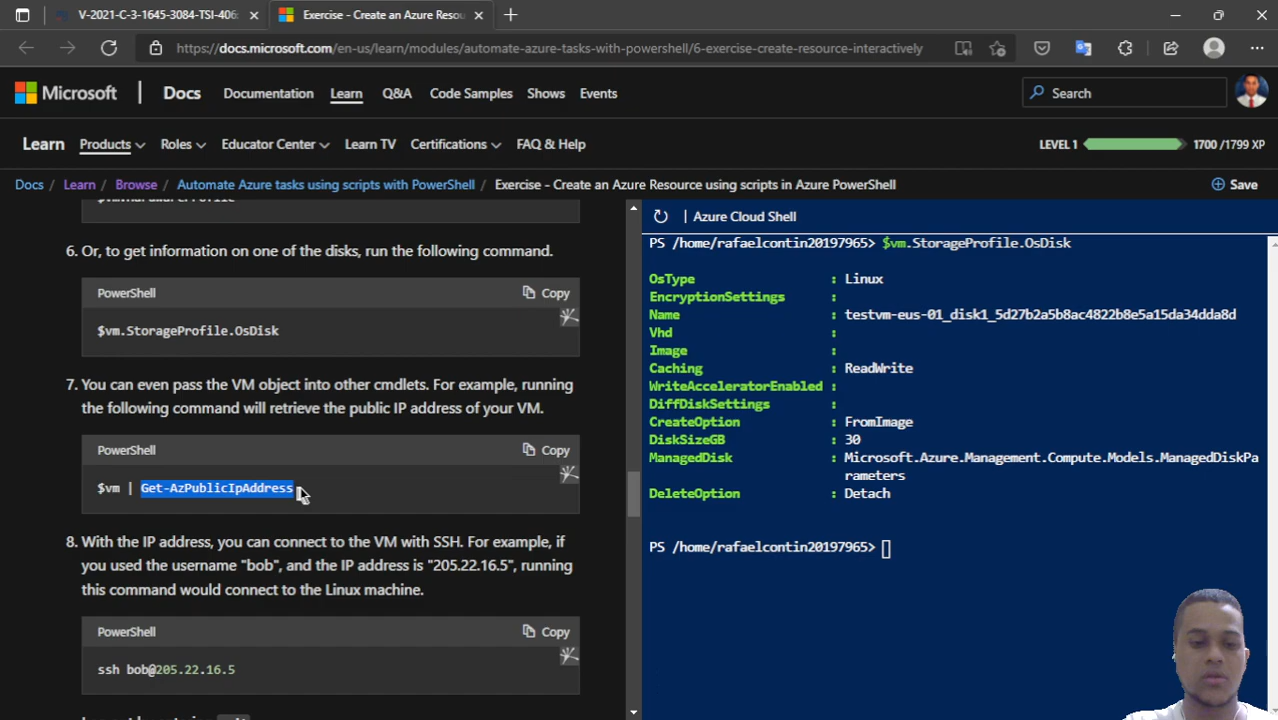 V-2021-C-3-1645-3084-TSI-406
Exercise - Create an Azure Resou
https://docs.microsoft.com/en-us/learn/modules/automate-azure-tasks-with-powershell/6-exercise-create-resource-interactively
Microsoft Docs Documentation Learn Q&A Code Samples Shows Events Search
Learn Products Roles Educator Center Learn TV Certifications FAQ & Help LEVEL 1 1700 /1799 XP
Docs / Learn / Browse / Automate Azure tasks using scripts with PowerShell / Exercise - Create an Azure Resource using scripts in Azure PowerShell Save
6. Or, to get information on one of the disks, run the following command.
PowerShell Copy
$vm.StorageProfile.OsDisk
7. You can even pass the VM object into other cmdlets. For example, running
the following command will retrieve the public IP address of your VM.
PowerShell Copy
$vm | Get-AzPublicIpAddress
8. With the IP address, you can connect to the VM with SSH. For example, if
you used the username "bob", and the IP address is "205.22.16.5", running
this command would connect to the Linux machine.
PowerShell Copy
ssh bob@205.22.16.5
| Azure Cloud Shell
PS /home/rafaelcontin20197965> $vm.StorageProfile.OsDisk
OsType : Linux
EncryptionSettings :
Name : testvm-eus-01_disk1_5d27b2a5b8ac4822b8e5a15da34dda8d
Vhd :
Image :
Caching : ReadWrite
WriteAcceleratorEnabled :
DiffDiskSettings :
CreateOption : FromImage
DiskSizeGB : 30
ManagedDisk : Microsoft.Azure.Management.Compute.Models.ManagedDiskPa
rameters
DeleteOption : Detach
PS /home/rafaelcontin20197965>